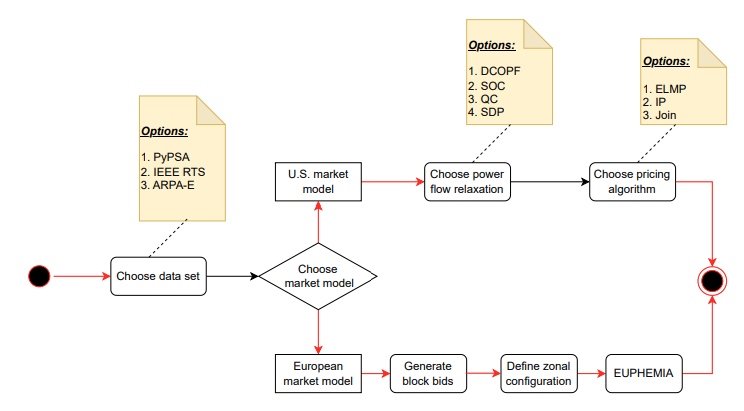 Options:
1. DCOPF
2. SOC
3. QC
4. SDP
Options:
1. ELMP
2. IP
3. Join
Options:
1. PyPSA
2. IEEE RTS
3. ARPA-E
U.S. market
model
Choose power
flow relaxation
Choose pricing
algorithm
Choose data set
Choose
market model
European
market model
Generate
block bids
Define zonal
configuration
EUPHEMIA